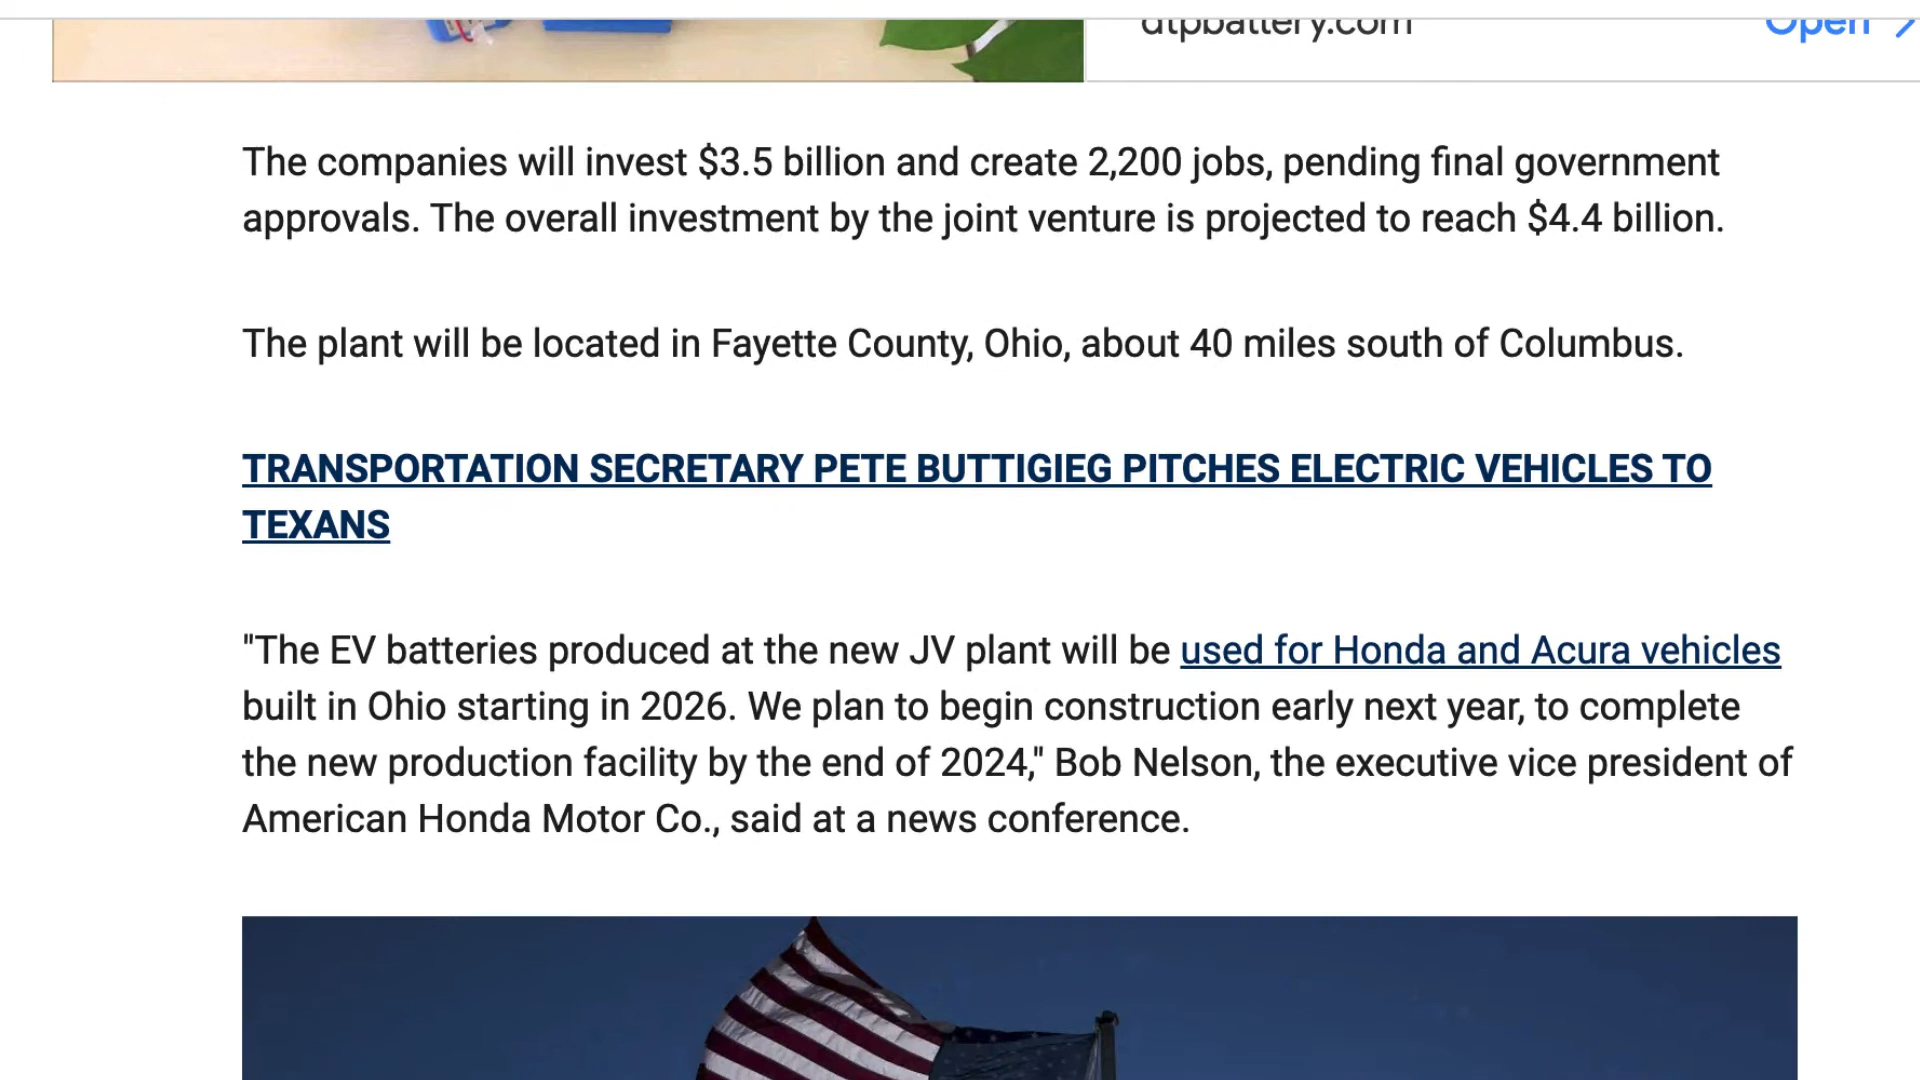 dtpbattery.com
Open
The companies will invest $3.5 billion and create 2,200 jobs, pending final government
approvals. The overall investment by the joint venture is projected to reach $4.4 billion.
The plant will be located in Fayette County, Ohio, about 40 miles south of Columbus.
TRANSPORTATION SECRETARY PETE BUTTIGIEG PITCHES ELECTRIC VEHICLES TO
TEXANS
"The EV batteries produced at the new JV plant will be used for Honda and Acura vehicles
built in Ohio starting in 2026. We plan to begin construction early next year, to complete
the new production facility by the end of 2024," Bob Nelson, the executive vice president of
American Honda Motor Co., said at a news conference.